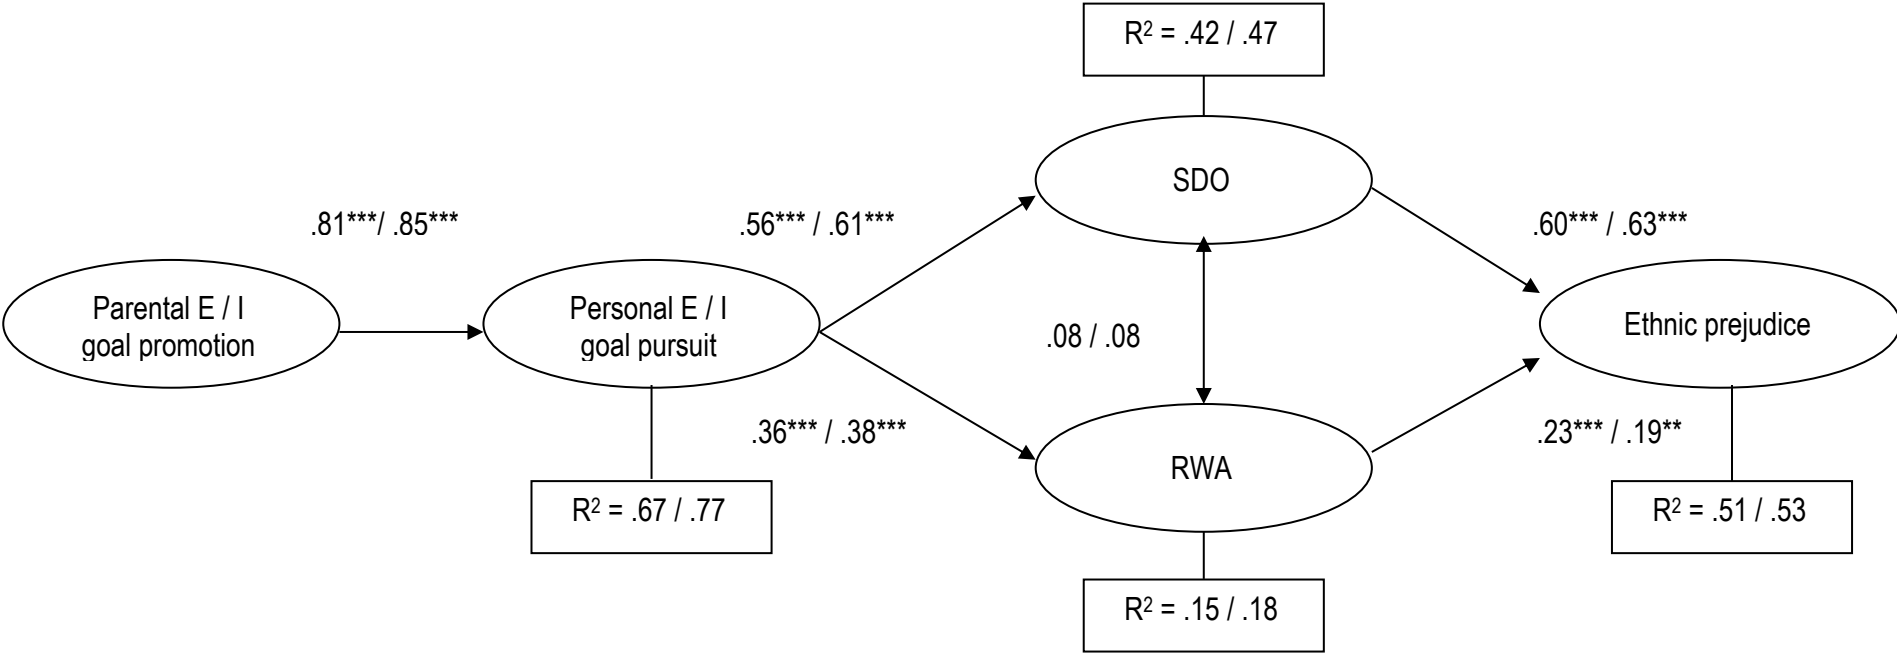 R² = .42 / .47
SDO
.81***/ .85***
.56*** / .61***
.60*** / .63***
Parental E / I
goal promotion
Personal E / I
goal pursuit
.08 / .08
Ethnic prejudice
.36*** / .38***
.23*** / .19**
RWA
R² = .67 / .77
R² = .51 / .53
R² = .15 / .18